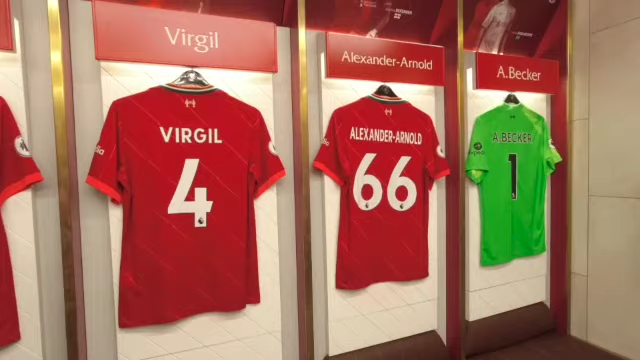 Virgil
VIRGIL
4
Alexander-Arnold
ALEXANDER-ARNOLD
66
A.Becker
A.BECKER
1